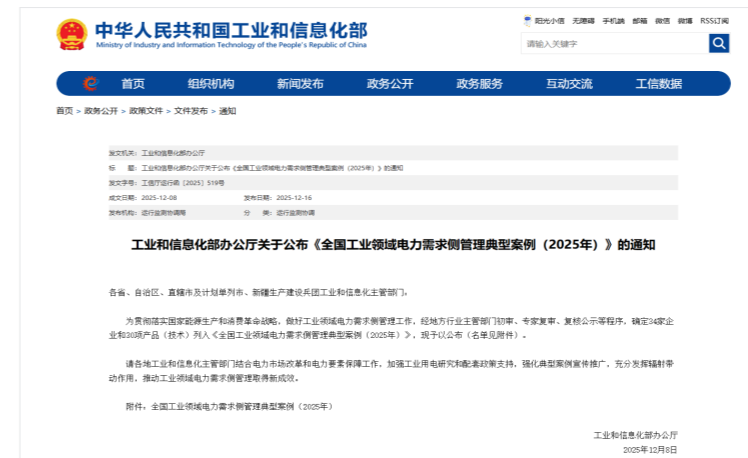 中华人民共和国工业和信息化部
Ministry of Industry and Information Technology of the People's Republic of China
阳光小信 无障碍 手机端 邮箱 微信 微博 RSS订阅
请输入关键字
首页 组织机构 新闻发布 政务公开 政务服务 互动交流 工信数据
首页 > 政务公开 > 政策文件 > 文件发布 > 通知
发文机关: 工业和信息化部办公厅
标 题: 工业和信息化部办公厅关于公布《全国工业领域电力需求侧管理典型案例（2025年）》的通知
发文字号: 工信厅运行函〔2025〕519号
成文日期: 2025-12-08 发布日期: 2025-12-16
发布机构: 运行监测协调局 分 类: 运行监测协调
工业和信息化部办公厅关于公布《全国工业领域电力需求侧管理典型案例（2025年）》的通知
各省、自治区、直辖市及计划单列市、新疆生产建设兵团工业和信息化主管部门：
为贯彻落实国家能源生产和消费革命战略，做好工业领域电力需求侧管理工作，经地方行业主管部门初审、专家复审、复核公示等程序，确定34家企
业和30项产品（技术）列入《全国工业领域电力需求侧管理典型案例（2025年）》，现予以公布（名单见附件）。
请各地工业和信息化主管部门结合电力市场改革和电力要素保障工作，加强工业用电研究和配套政策支持，强化典型案例宣传推广，充分发挥辐射带
动作用，推动工业领域电力需求侧管理取得新成效。
附件：全国工业领域电力需求侧管理典型案例（2025年）
工业和信息化部办公厅
2025年12月8日